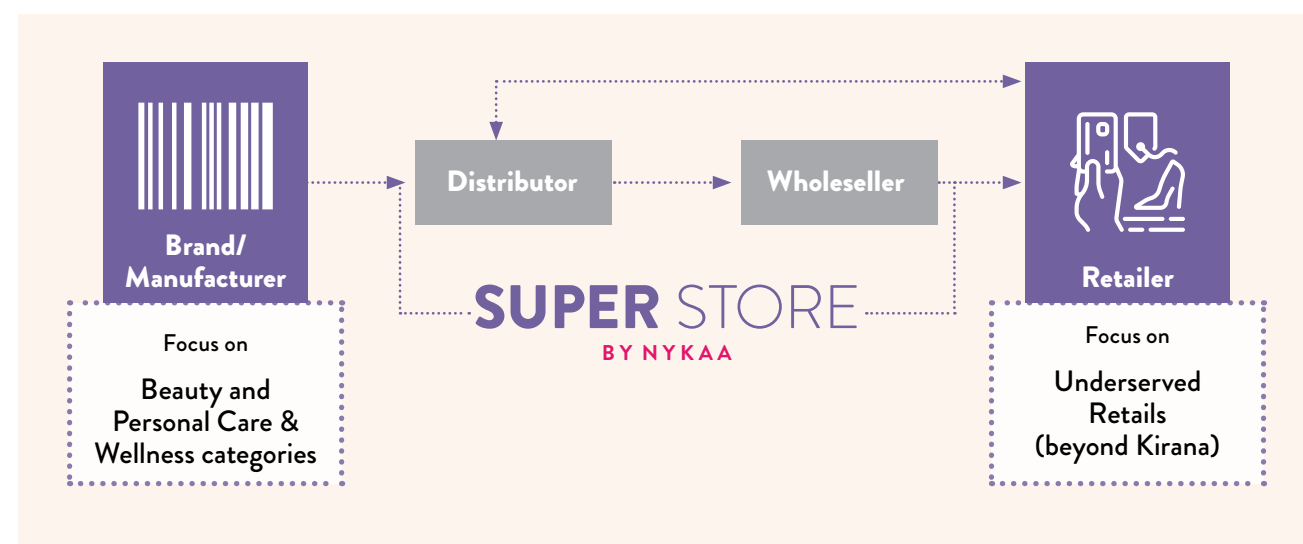 Brand/
Manufacturer
Focus on
Beauty and
Personal Care &
Wellness categories
Distributor
Wholeseller
SUPER STORE
BY NYKAA
Retailer
Focus on
Underserved
Retails
(beyond Kirana)